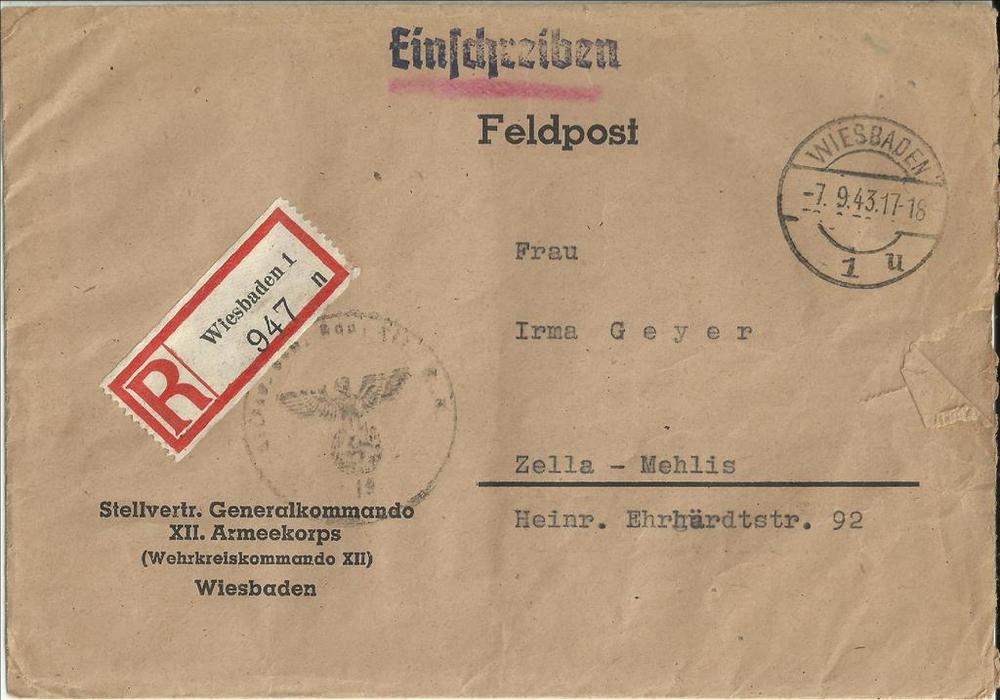 Einschreiben
Feldpost
WIESBADEN
-7. 9.43.17-18
1 u
Frau
Irma Geyer
Zella - Mehlis
Heinr. Ehrhardtstr. 92
R
Wiesbaden 1
947 n
Stellvertr. Generalkommando
XII. Armeekorps
(Wehrkreiskommando XII)
Wiesbaden